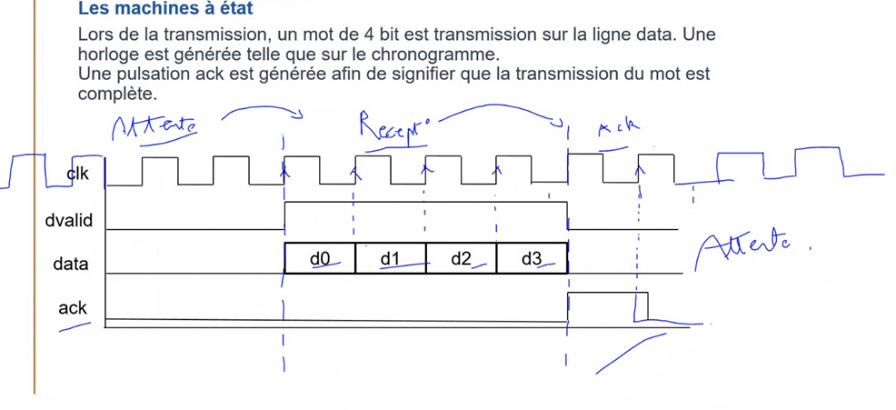 Les machines à état
Lors de la transmission, un mot de 4 bit est transmission sur la ligne data. Une
horloge est générée telle que sur le chronogramme.
Une pulsation ack est générée afin de signifier que la transmission du mot est
complète.
Attente Recept° Ack
clk
dvalid
Attente.
data d0 d1 d2 d3
ack